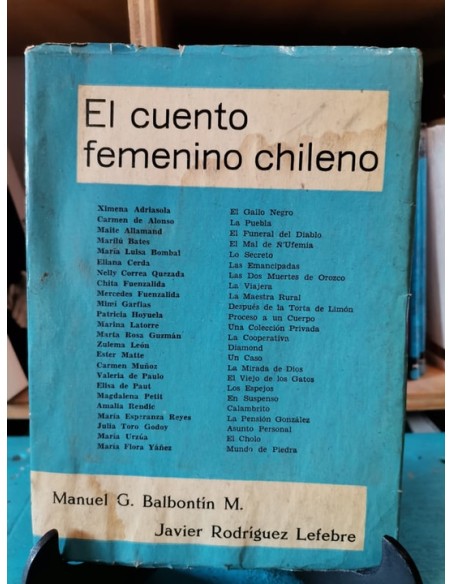 El cuento
femenino chileno
Ximena Adriasola El Gallo Negro
Carmen de Alonso La Puebla
Maite Allamand El Funeral del Diablo
Marilú Bates El Mal de Ñ'Ufemia
María Luisa Bombal Lo Secreto
Eliana Cerda Las Emancipadas
Nelly Correa Quezada Las Dos Muertes de Orozco
Chita Fuenzalida La Viajera
Mercedes Fuenzalida La Maestra Rural
Mimí Garfias Después de la Torta de Limón
Patricia Hoyuela Proceso a un Cuerpo
Marina Latorre Una Colección Privada
María Rosa Guzmán La Cooperativa
Zulema León Diamond
Ester Matte Un Caso
Carmen Muñoz La Mirada de Dios
Valeria de Paulo El Viejo de los Gatos
Elisa de Paut Los Espejos
Magdalena Petit En Suspenso
Amalia Rendic Calambrito
María Esperanza Reyes La Pensión González
Julia Toro Godoy Asunto Personal
María Urzúa El Cholo
María Flora Yáñez Mundo de Piedra
Manuel G. Balbontín M.
Javier Rodríguez Lefebre